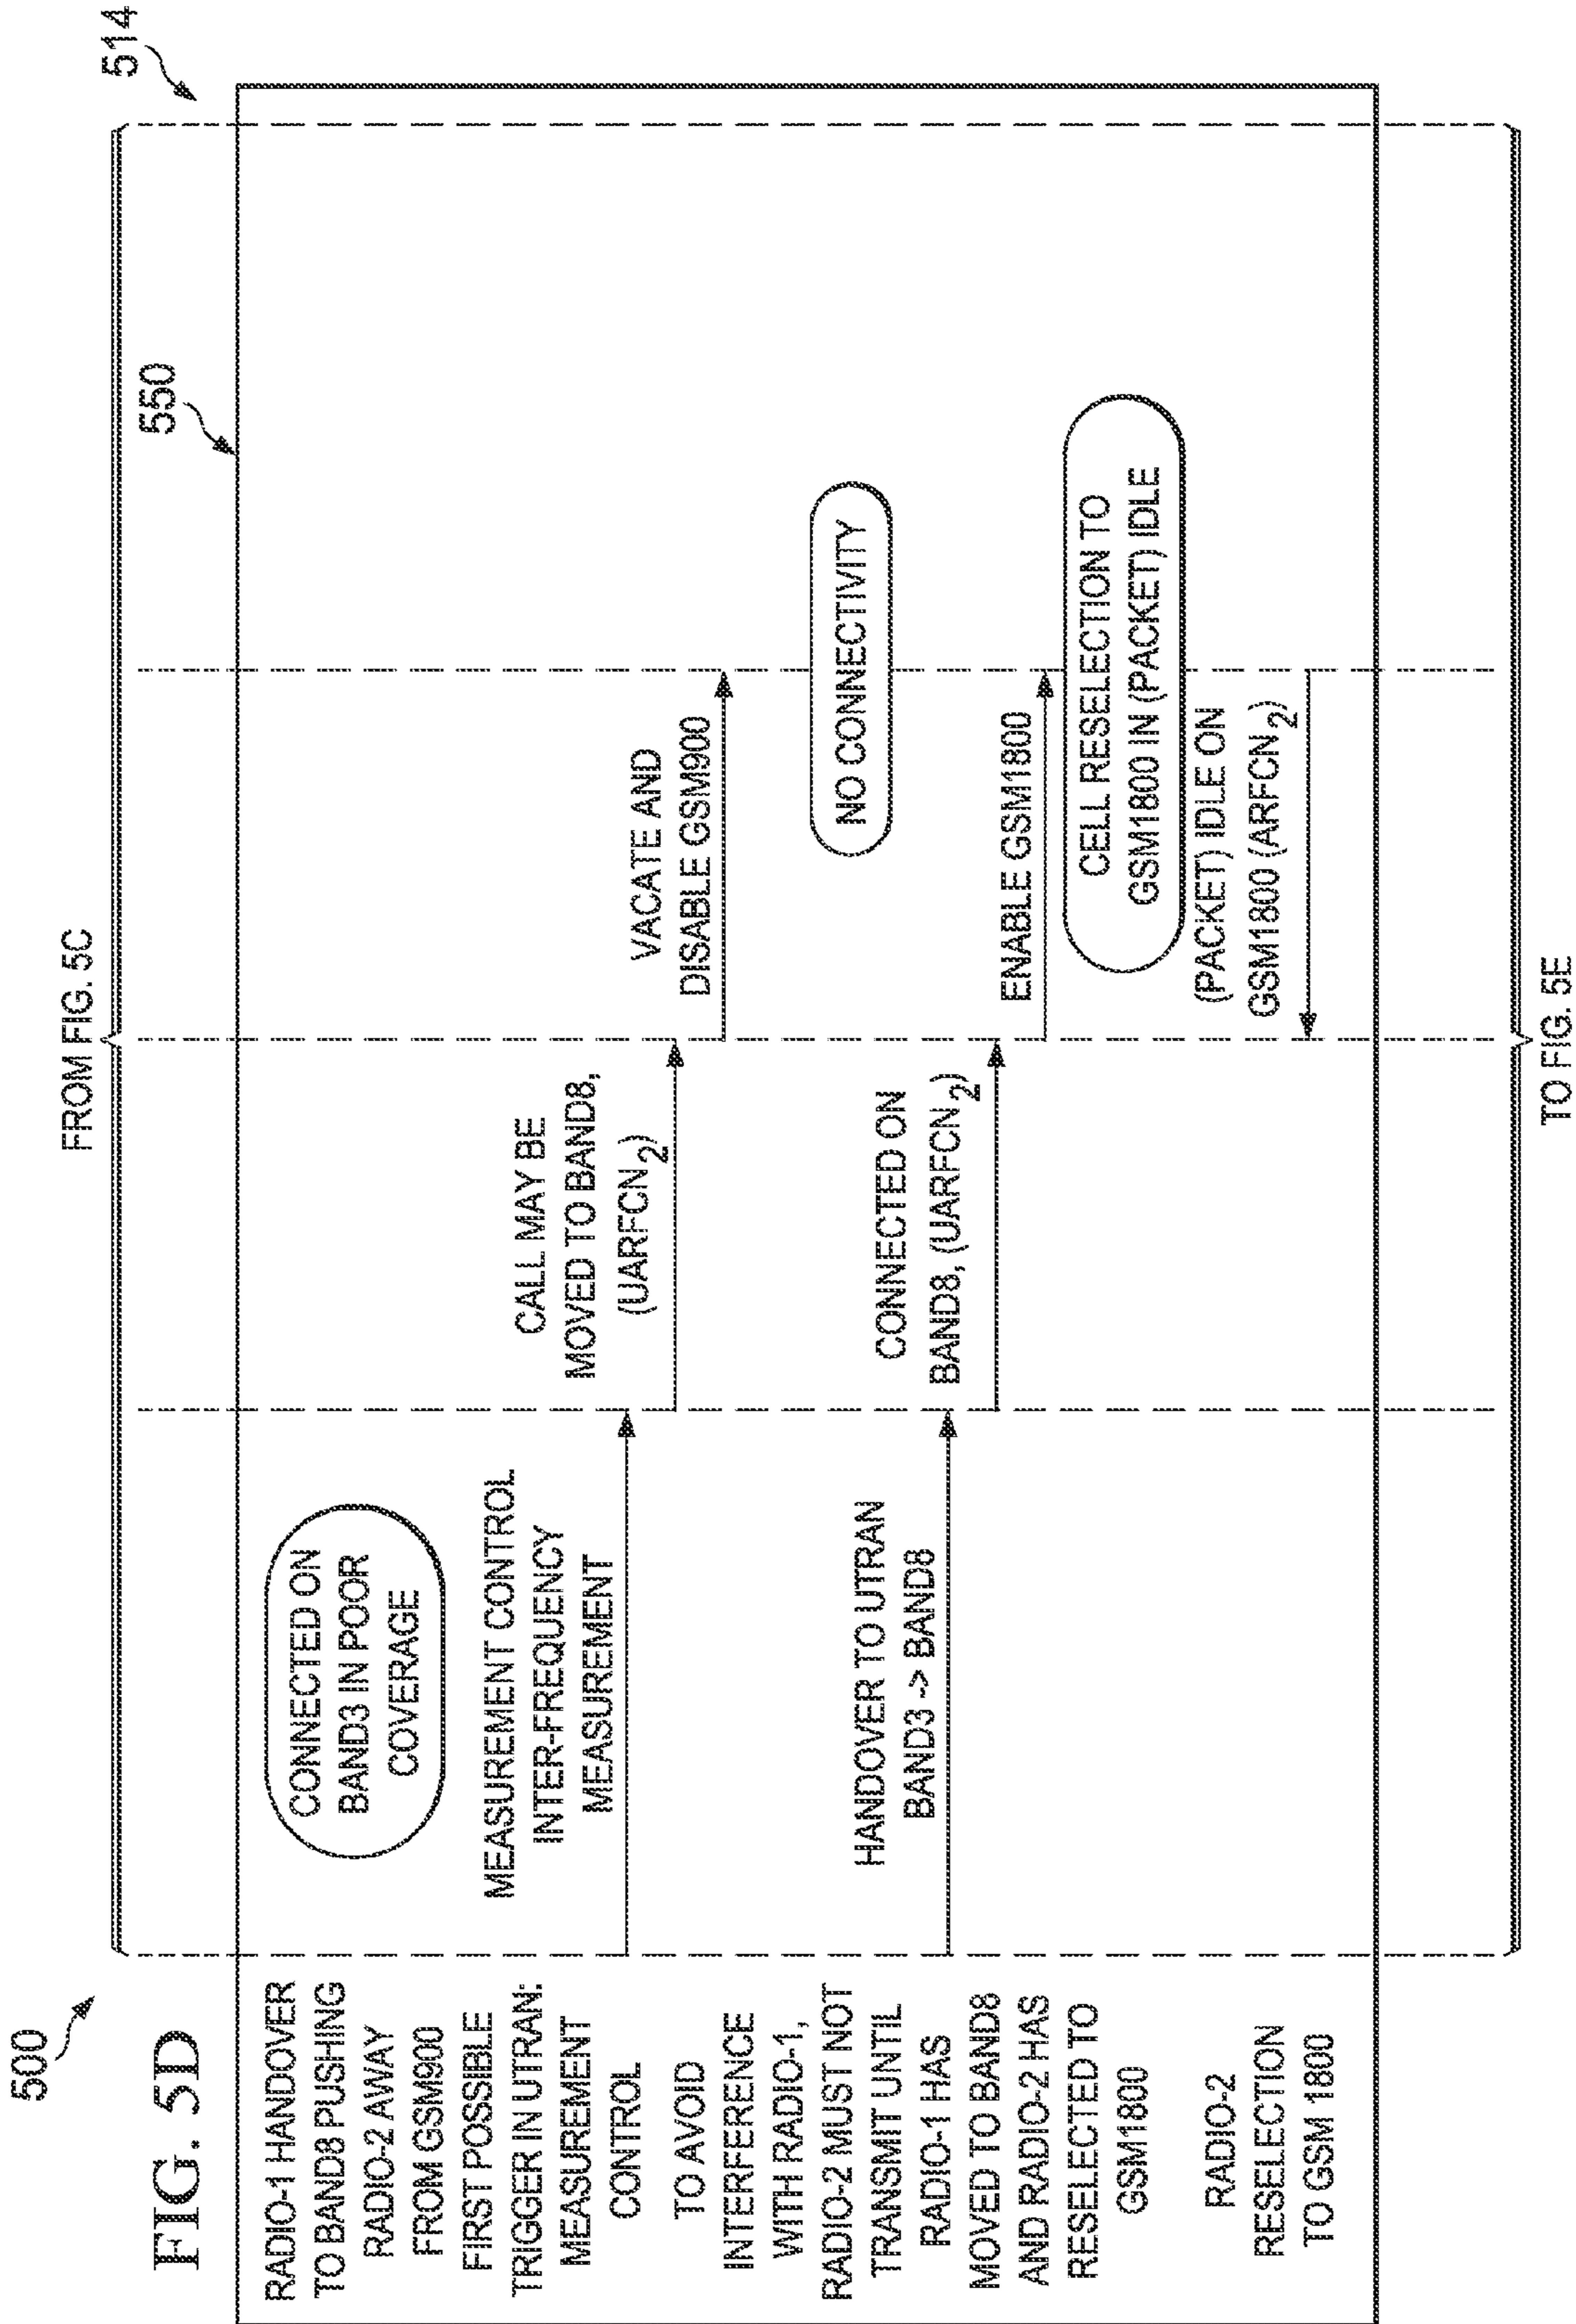 500
FIG. 5D
FROM FIG. 5C
514
550
RADIO-1 HANDOVER
TO BAND8 PUSHING
RADIO-2 AWAY
FROM GSM900
FIRST POSSIBLE
TRIGGER IN UTRAN:
MEASUREMENT
CONTROL
TO AVOID
INTERFERENCE
WITH RADIO-1,
RADIO-2 MUST NOT
TRANSMIT UNTIL
RADIO-1 HAS
MOVED TO BAND8
AND RADIO-2 HAS
RESELECTED TO
GSM1800
RADIO-2
RESELECTION
TO GSM 1800
CONNECTED ON
BAND3 IN POOR
COVERAGE
MEASUREMENT CONTROL
INTER-FREQUENCY
MEASUREMENT
CALL MAY BE
MOVED TO BAND8,
(UARFCN2)
VACATE AND
DISABLE GSM900
NO CONNECTIVITY
HANDOVER TO UTRAN
BAND3 -> BAND8
CONNECTED ON
BAND8, (UARFCN2)
ENABLE GSM1800
CELL RESELECTION TO
GSM1800 IN (PACKET) IDLE
(PACKET) IDLE ON
GSM1800 (ARFCN2)
TO FIG. 5E